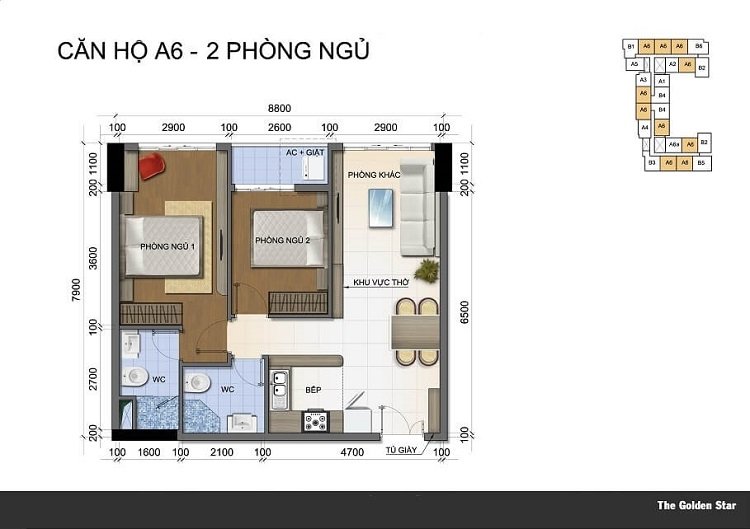 CĂN HỘ A6 - 2 PHÒNG NGỦ
B1 A6 A6 A6 B6
A5 A2 A6 B2
A3 A1
A6 B4
A6 B4
A4 A6
A6a A6 B2
B3 A6 A6 B5
8800
100 2900 100 2600 100 2900 100
1100 200 3600 100 2700 200
7900
1100 200 6500 100
AC + GIẶT
PHÒNG KHÁC
PHÒNG NGỦ 1
PHÒNG NGỦ 2
KHU VỰC THỜ
WC
WC
BẾP
TỦ GIÀY
100 1600 100 2100 100 4700 100
The Golden Star